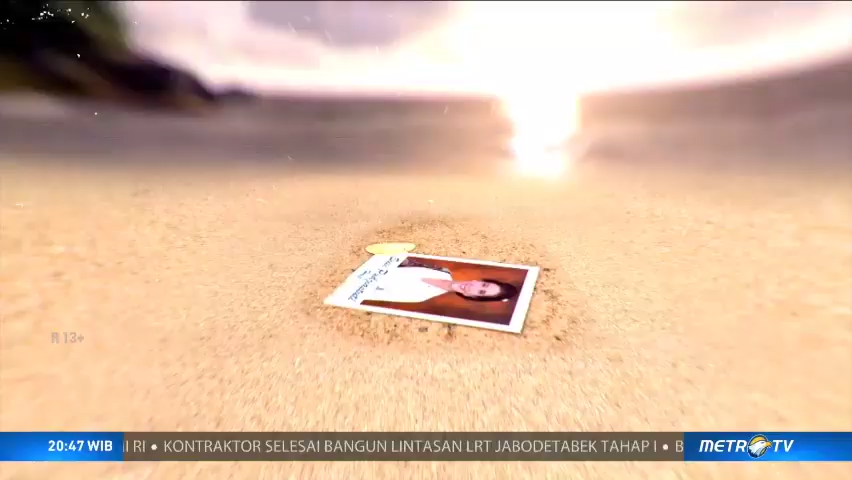 R 13+
20:47 WIB
I RI • KONTRAKTOR SELESAI BANGUN LINTASAN LRT JABODETABEK TAHAP I • B
METRO TV